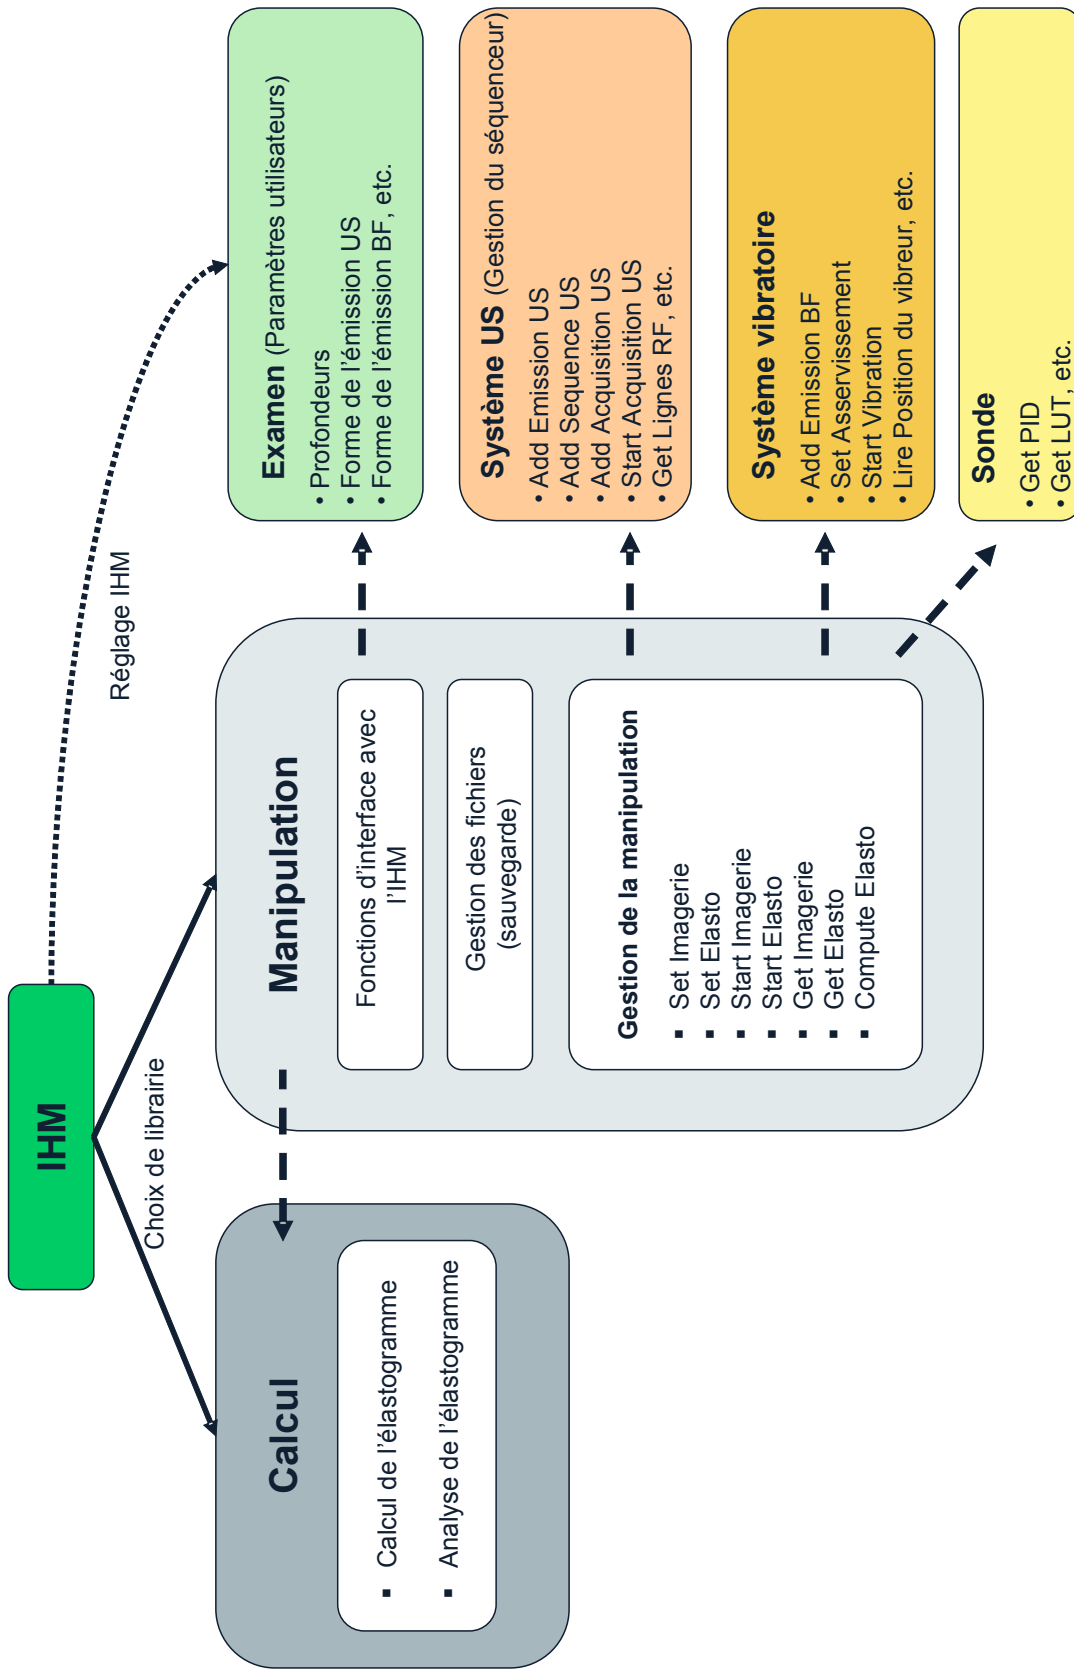 IHM
Choix de librairie
Réglage IHM
Calcul
▪ Calcul de l'élastogramme
▪ Analyse de l'élastogramme
Manipulation
Fonctions d'interface avec
l'IHM
Gestion des fichiers
(sauvegarde)
Gestion de la manipulation
▪ Set Imagerie
▪ Set Elasto
▪ Start Imagerie
▪ Start Elasto
▪ Get Imagerie
▪ Get Elasto
▪ Compute Elasto
Examen (Paramètres utilisateurs)
• Profondeurs
• Forme de l'émission US
• Forme de l'émission BF, etc.
Système US (Gestion du séquenceur)
• Add Emission US
• Add Sequence US
• Add Acquisition US
• Start Acquisition US
• Get Lignes RF, etc.
Système vibratoire
• Add Emission BF
• Set Asservissement
• Start Vibration
• Lire Position du vibreur, etc.
Sonde
• Get PID
• Get LUT, etc.